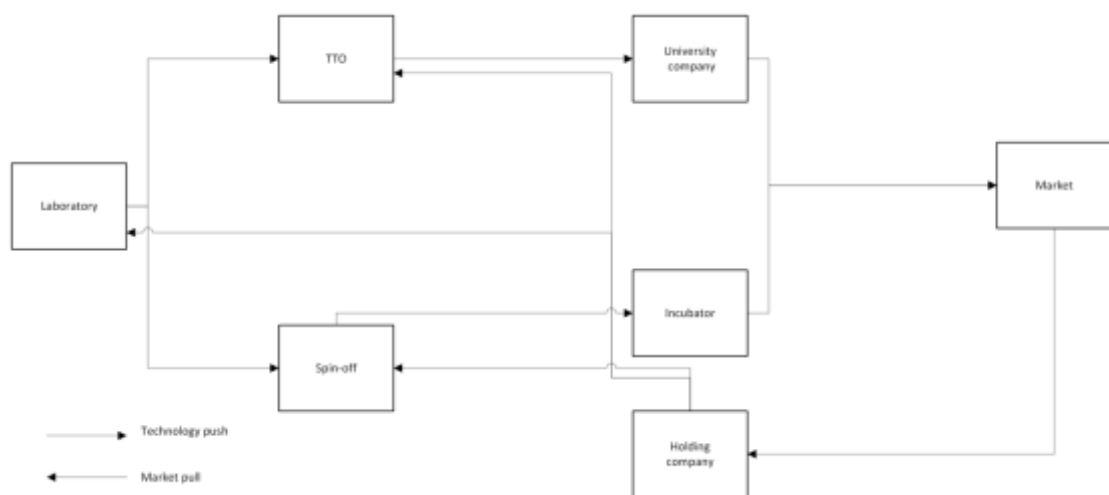 TTO
University
company
Laboratory
Market
Incubator
Spin-off
Holding
company
Technology push
Market pull